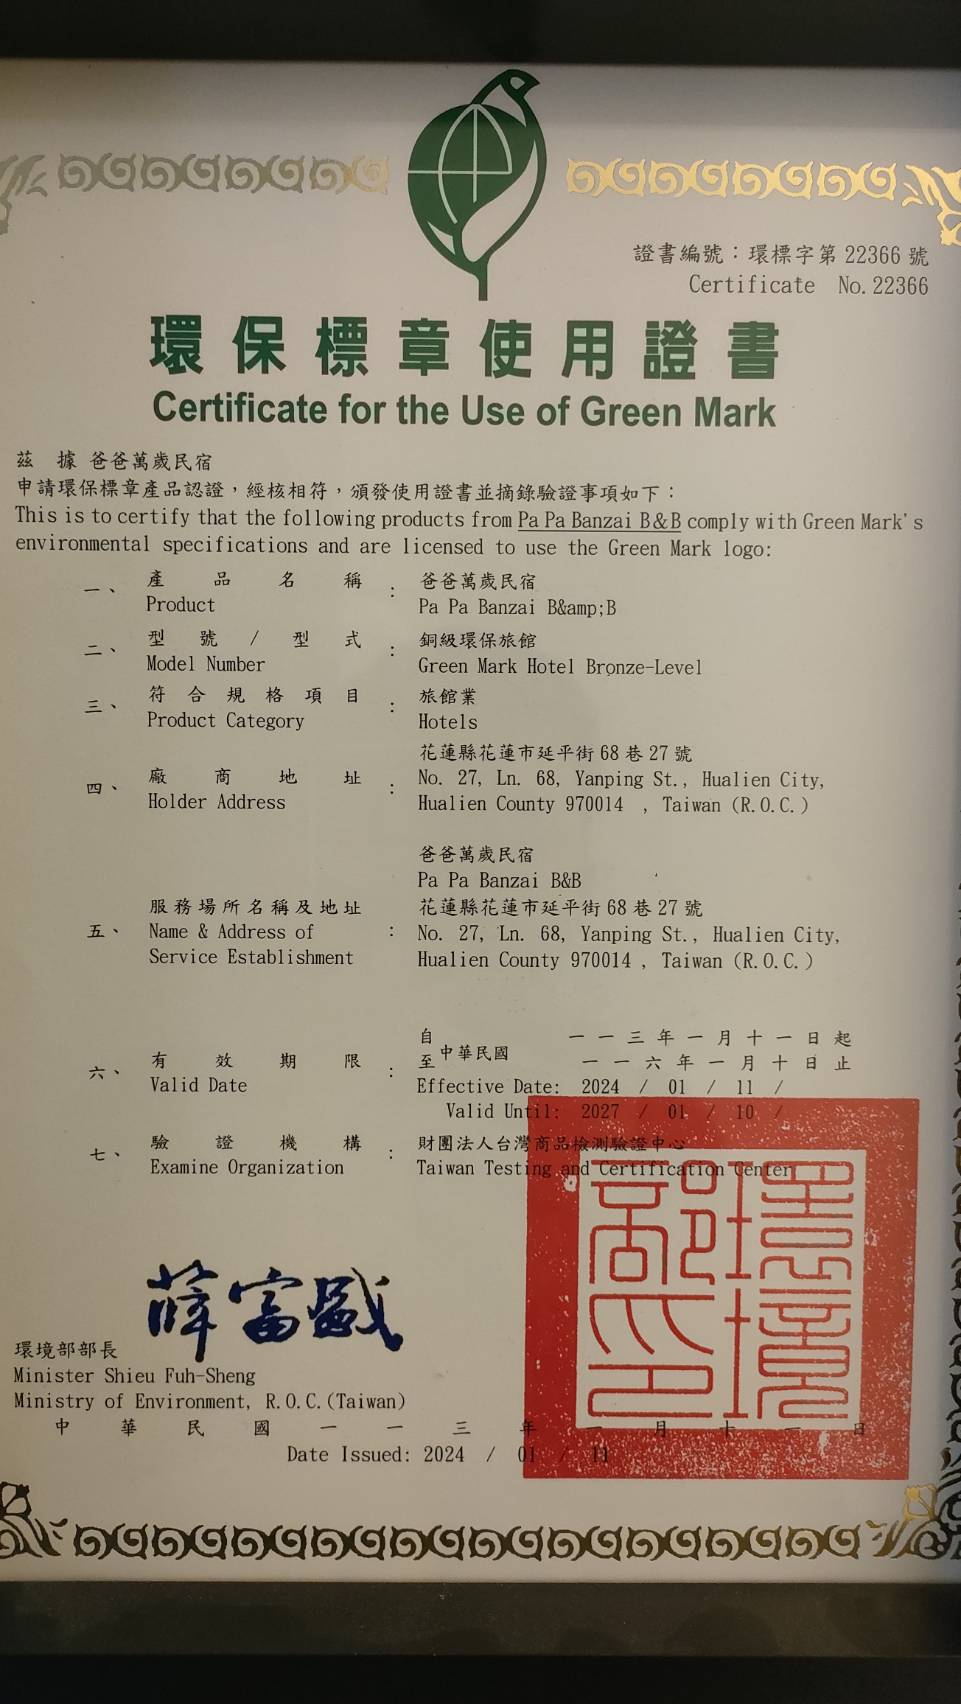 證書編號：環標字第 22366 號
Certificate No. 22366
環保標章使用證書
Certificate for the Use of Green Mark
茲 據 爸爸萬歲民宿
申請環保標章產品認證，經核相符，頒發使用證書並摘錄驗證事項如下：
This is to certify that the following products from Pa Pa Banzai B&B comply with Green Mark's
environmental specifications and are licensed to use the Green Mark logo:
一、 產品名稱 ： 爸爸萬歲民宿
Product Pa Pa Banzai B&amp;B
二、 型號/型式 ： 銅級環保旅館
Model Number Green Mark Hotel Bronze-Level
三、 符合規格項目 ： 旅館業
Product Category Hotels
花蓮縣花蓮市延平街 68 巷 27 號
四、 廠商地址 ： No. 27, Ln. 68, Yanping St., Hualien City,
Holder Address Hualien County 970014 , Taiwan (R.O.C.)
爸爸萬歲民宿
Pa Pa Banzai B&B
服務場所名稱及地址 花蓮縣花蓮市延平街 68 巷 27 號
五、 Name & Address of : No. 27, Ln. 68, Yanping St., Hualien City,
Service Establishment Hualien County 970014 , Taiwan (R.O.C.)
自 中華民國 一一三年一月十一日起
六、 有效期限 ： 至 一一六年一月十日止
Valid Date Effective Date: 2024 / 01 / 11 /
Valid Until: 2027 / 01 / 10 /
七、 驗證機構 ： 財團法人台灣商品檢測驗證中心
Examine Organization Taiwan Testing and Certification Center
環境部印
薛富盛
環境部部長
Minister Shieu Fuh-Sheng
Ministry of Environment, R.O.C.(Taiwan)
中華民國一一三年一月十一日
Date Issued: 2024 / 01 / 11